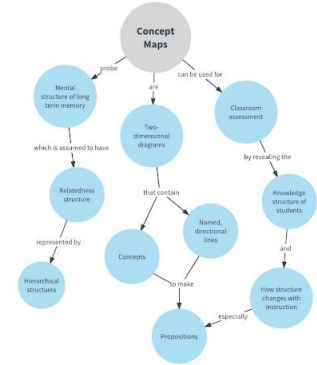 Concept
Maps
probe
are
can be used for
Mental
structure of long
term memory
Two-
dimensional
diagrams
Classroom
assessment
which is assumed to have
by revealing the
Relatedness
structure
that contain
Knowledge
structure of
students
represented by
Concepts
Named,
directional
links
and
Hierarchical
structures
to make
How structure
changes with
instruction
especially
Prepositions